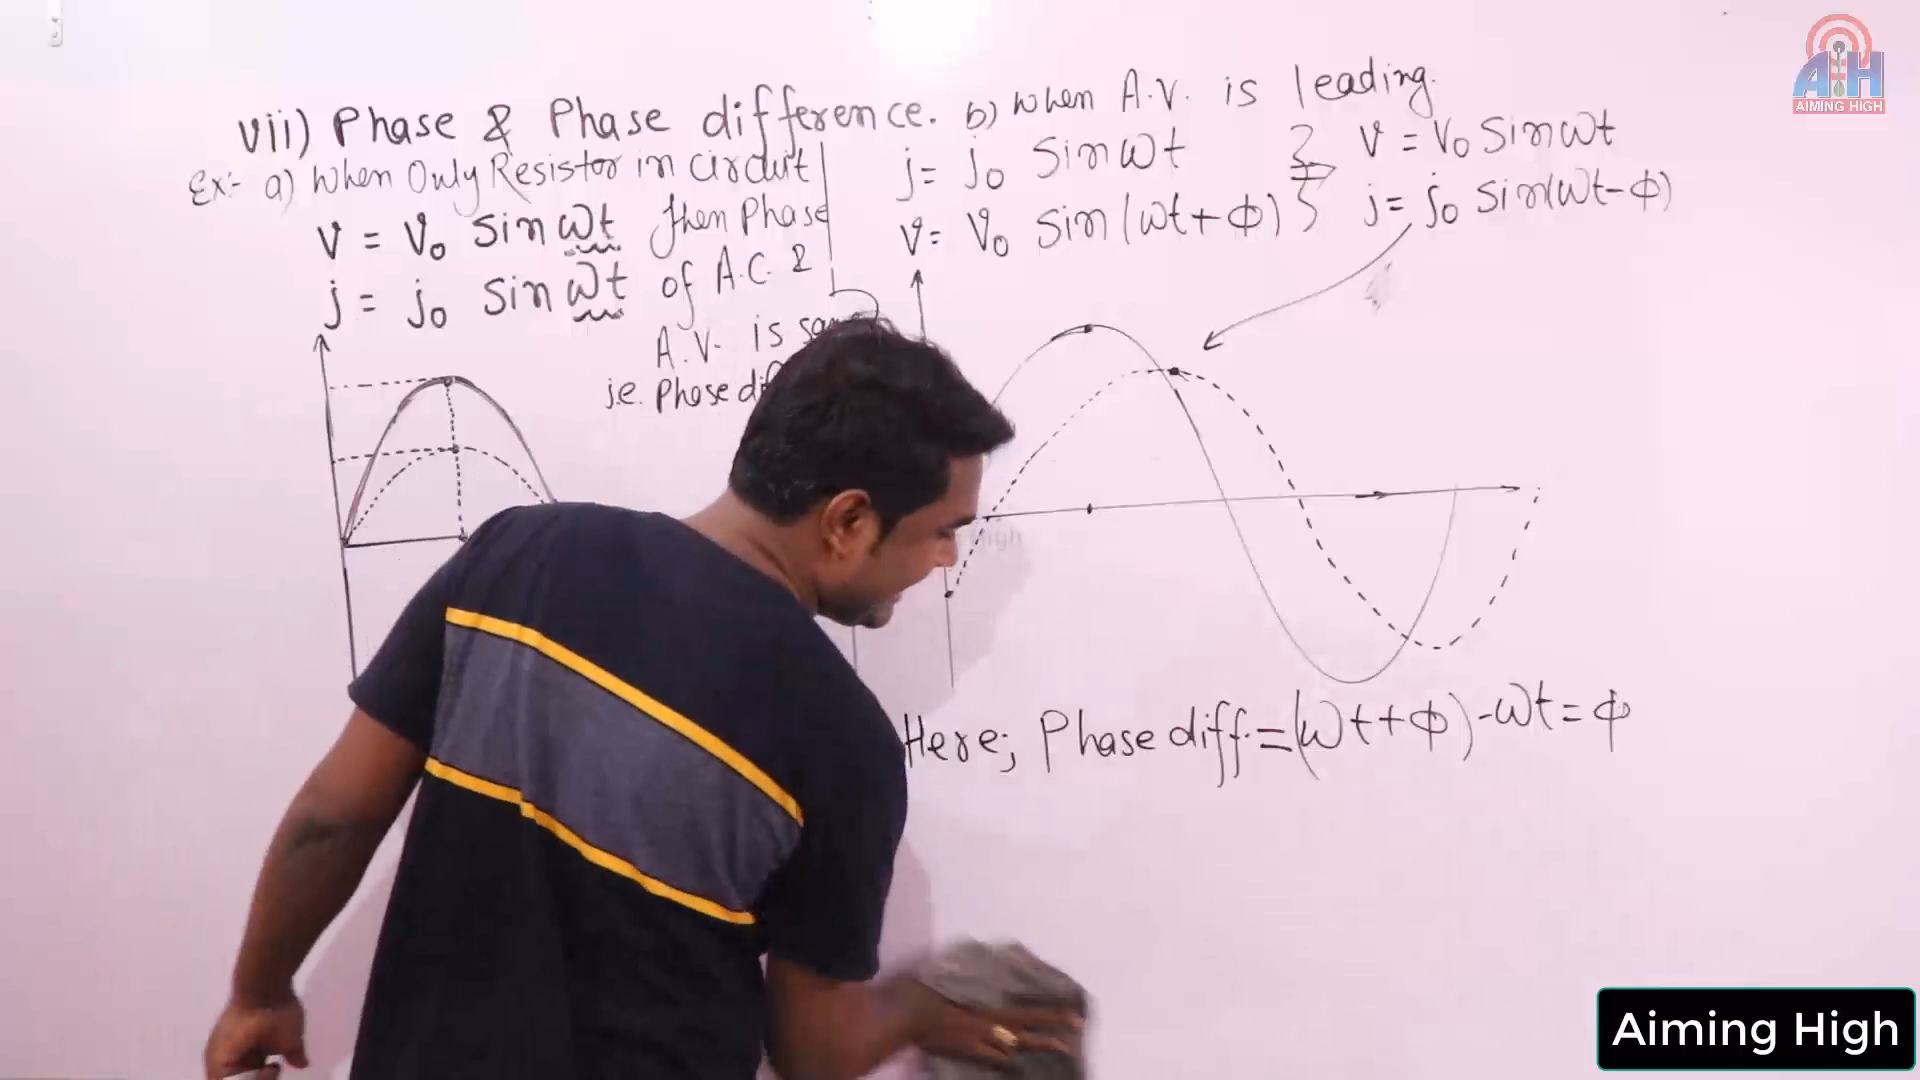 vii) Phase & Phase difference.
Ex:- a) When Only Resistor in circuit
V = V₀ Sin ωt then Phase
j = j₀ sin ωt of A.C. &
A.V. is same
i.e. Phase
b) When A.V. is leading.
j = j₀ Sin ωt
V = V₀ Sin (ωt + ϕ)
V = V₀ Sin ωt
j = j₀ Sin(ωt - ϕ)
Here; Phase diff. = (ωt + ϕ) - ωt = ϕ
AIMING HIGH
Aiming High